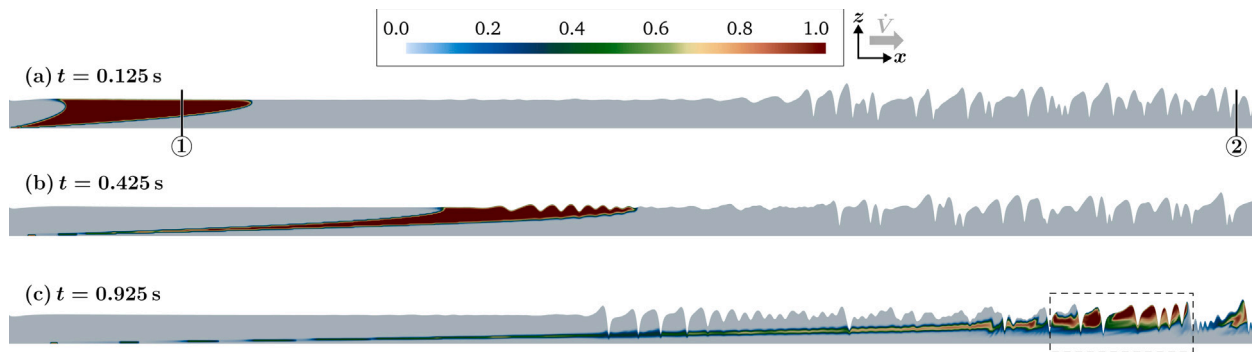 0.0 0.2 0.4 0.6 0.8 1.0
z V̇
x
(a) t = 0.125 s
① ②
(b) t = 0.425 s
(c) t = 0.925 s